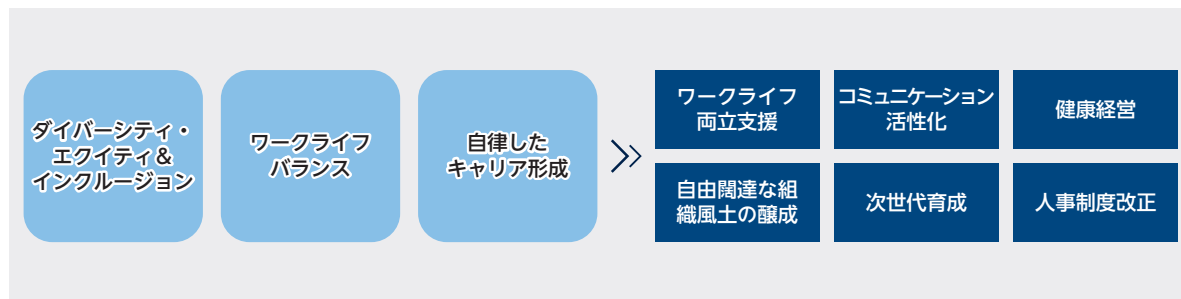 ダイバーシティ・
エクイティ＆
インクルージョン
ワークライフ
バランス
自律した
キャリア形成
ワークライフ
両立支援
コミュニケーション
活性化
健康経営
自由闊達な組
織風土の醸成
次世代育成
人事制度改正